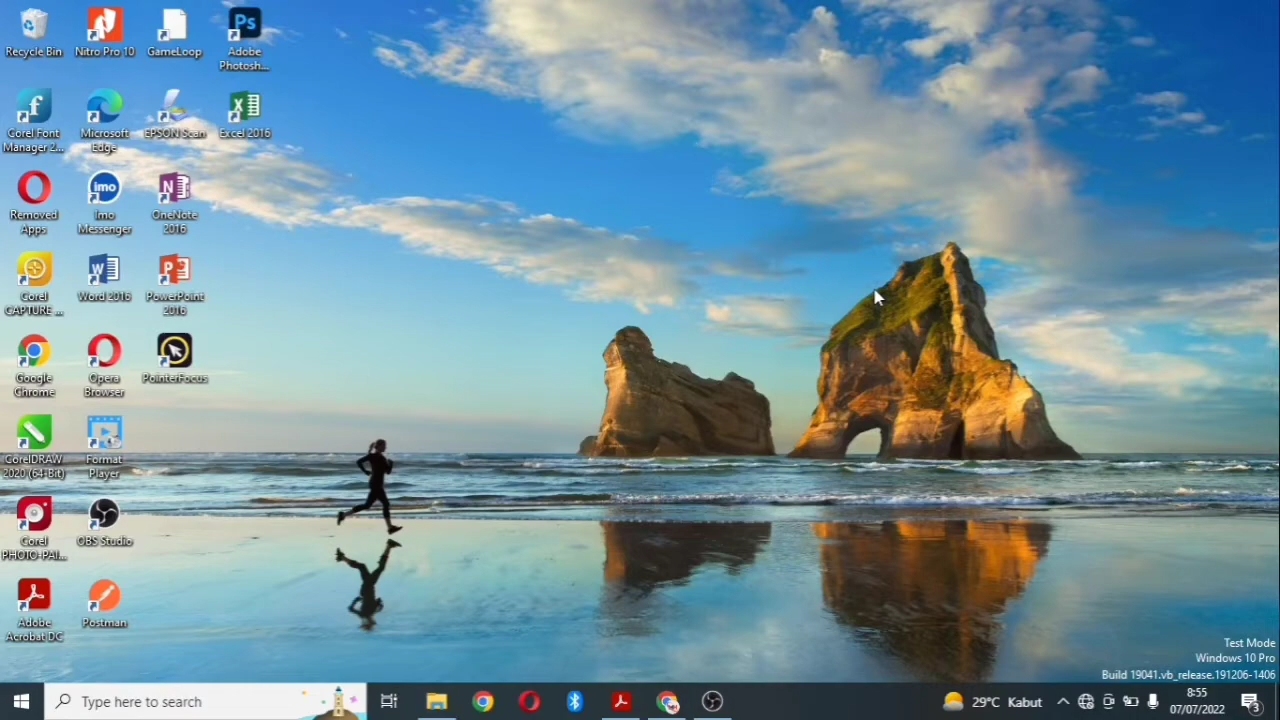 Recycle Bin
Nitro Pro 10
GameLoop
Ps
Adobe
Photosh...
Corel Font
Manager 2...
Microsoft
Edge
EPSON Scan
Excel 2016
Removed
Apps
imo
Imo
Messenger
OneNote
2016
Corel
CAPTURE ...
Word 2016
PowerPoint
2016
Google
Chrome
Opera
Browser
PointerFocus
CorelDRAW
2020 (64-Bit)
Format
Player
Corel
PHOTO-PAI...
OBS Studio
Adobe
Acrobat DC
Postman
Test Mode
Windows 10 Pro
Build 19041.vb_release.191206-1406
Type here to search
29°C Kabut
8:55
07/07/2022
3